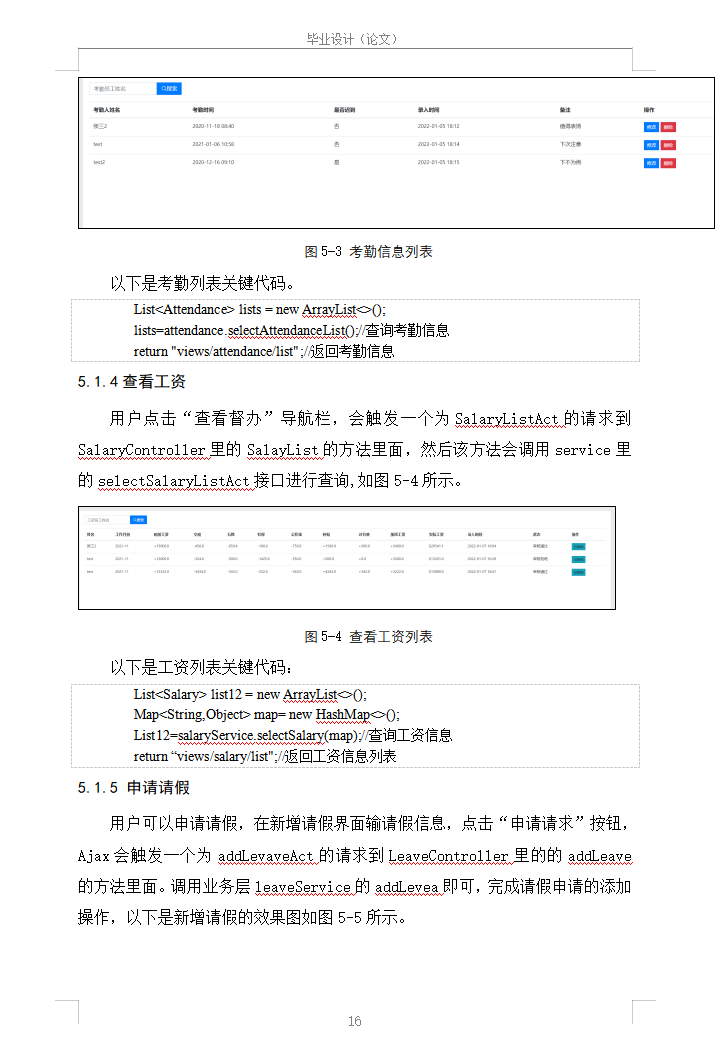 毕业设计（论文）
考勤员工姓名 搜索
考勤人姓名 考勤时间 是否迟到 录入时间 备注 操作
张三2 2020-11-18 08:40 否 2022-01-05 18:12 值得表扬 修改 删除
test 2021-01-06 10:58 否 2022-01-05 18:14 下次注意 修改 删除
test2 2020-12-16 09:10 是 2022-01-05 18:15 下不为例 修改 删除
图 5-3 考勤信息列表
以下是考勤列表关键代码。
List<Attendance> lists = new ArrayList<>();
lists=attendance.selectAttendanceList();//查询考勤信息
return "views/attendance/list";//返回考勤信息
5.1.4 查看工资
用户点击“查看督办”导航栏，会触发一个为 SalaryListAct 的请求到
SalaryController 里的 SalayList 的方法里面，然后该方法会调用 service 里
的 selectSalaryListAct 接口进行查询,如图 5-4 所示。
搜索
姓名 工作月份
图 5-4 查看工资列表
以下是工资列表关键代码：
List<Salary> list12 = new ArrayList<>();
Map<String,Object> map= new HashMap<>();
List12=salaryService.selectSalary(map);//查询工资信息
return “views/salary/list";//返回工资信息列表
5.1.5 申请请假
用户可以申请请假，在新增请假界面输请假信息，点击“申请请求”按钮，
Ajax 会触发一个为 addLevaveAct 的请求到 LeaveController 里的的 addLeave
的方法里面。调用业务层 leaveService 的 addLevea 即可，完成请假申请的添加
操作，以下是新增请假的效果图如图 5-5 所示。
16